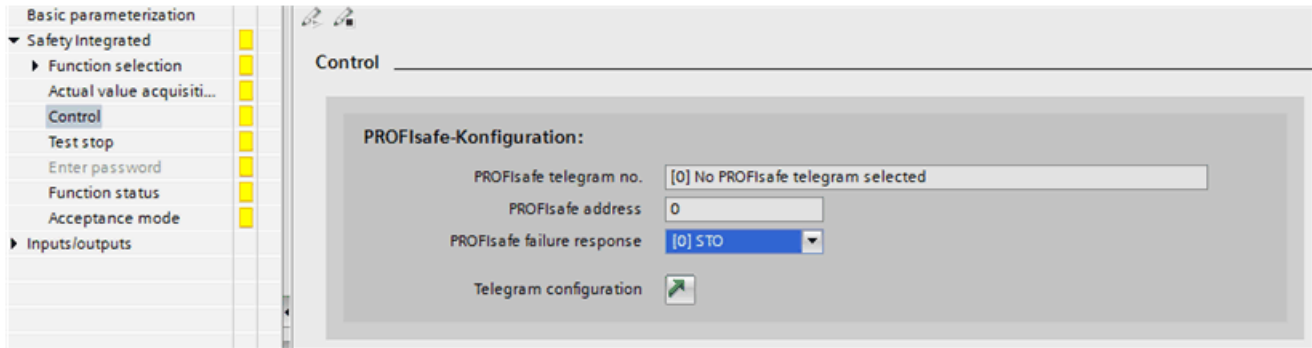 Basic parameterization
Safety Integrated
Function selection
Actual value acquisiti...
Control
Test stop
Enter password
Function status
Acceptance mode
Inputs/outputs
Control
PROFIsafe-Konfiguration:
PROFIsafe telegram no. [0] No PROFIsafe telegram selected
PROFIsafe address 0
PROFIsafe failure response [0] STO
Telegram configuration